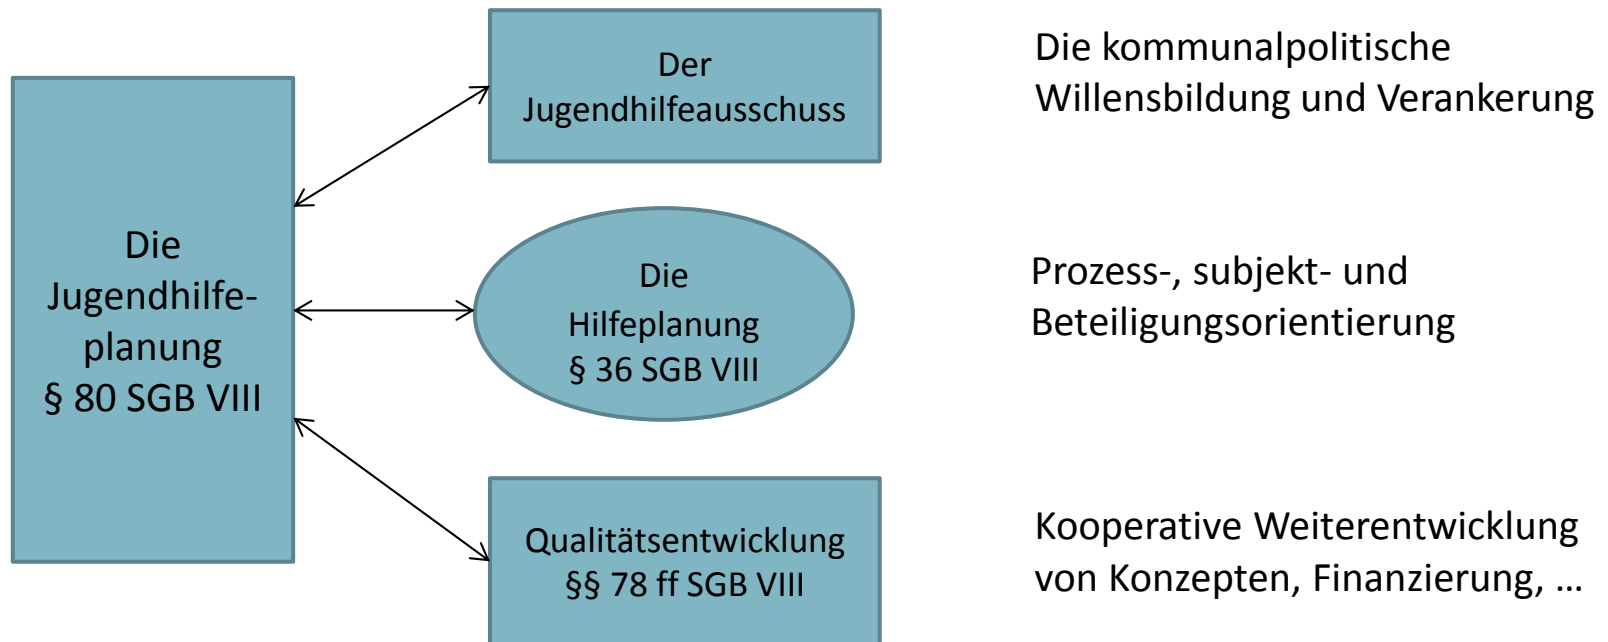 Die
Jugendhilfe-
planung
§ 80 SGB VIII
Der
Jugendhilfeausschuss
Die kommunalpolitische
Willensbildung und Verankerung
Die
Hilfeplanung
§ 36 SGB VIII
Prozess-, subjekt- und
Beteiligungsorientierung
Qualitätsentwicklung
§§ 78 ff SGB VIII
Kooperative Weiterentwicklung
von Konzepten, Finanzierung, …